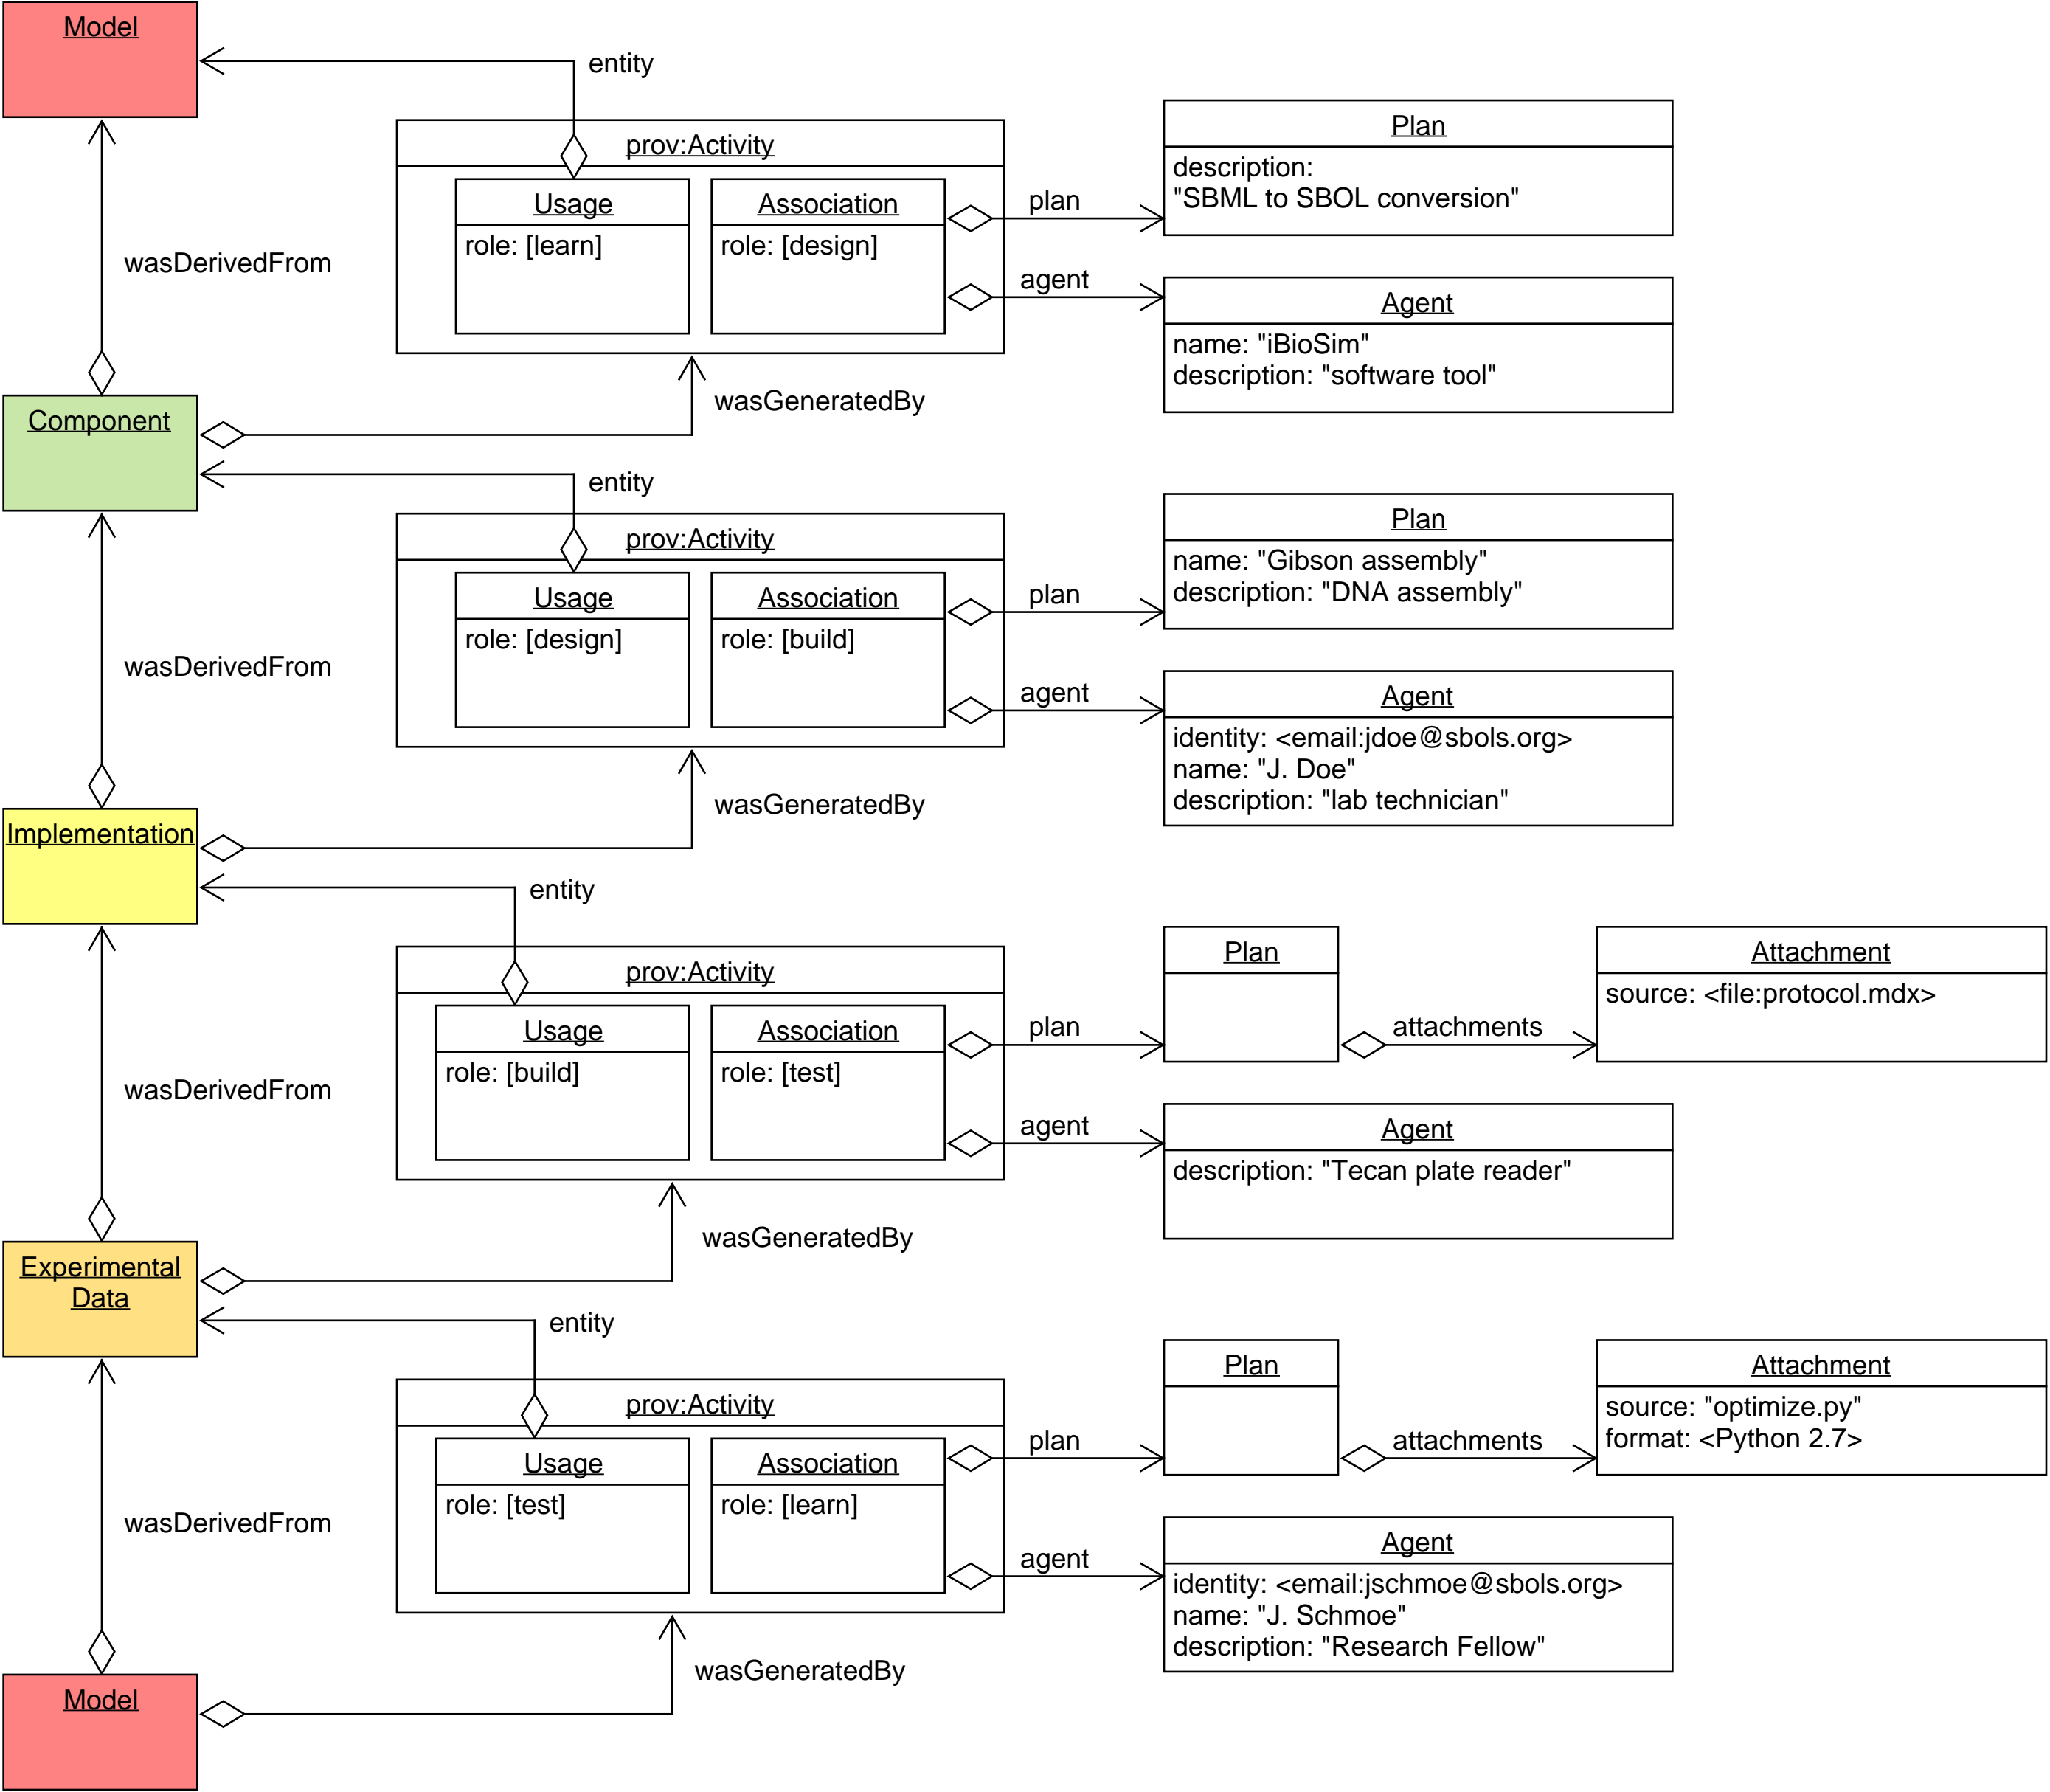 Model
entity
prov:Activity
Usage
role: [learn]
Association
role: [design]
plan
Plan
description:
"SBML to SBOL conversion"
agent
Agent
name: "iBioSim"
description: "software tool"
wasDerivedFrom
wasGeneratedBy
Component
entity
prov:Activity
Usage
role: [design]
Association
role: [build]
plan
Plan
name: "Gibson assembly"
description: "DNA assembly"
agent
Agent
identity: <email:jdoe@sbols.org>
name: "J. Doe"
description: "lab technician"
wasDerivedFrom
wasGeneratedBy
Implementation
entity
prov:Activity
Usage
role: [build]
Association
role: [test]
plan
Plan
attachments
Attachment
source: <file:protocol.mdx>
agent
Agent
description: "Tecan plate reader"
wasDerivedFrom
wasGeneratedBy
Experimental
Data
entity
prov:Activity
Usage
role: [test]
Association
role: [learn]
plan
Plan
attachments
Attachment
source: "optimize.py"
format: <Python 2.7>
agent
Agent
identity: <email:jschmoe@sbols.org>
name: "J. Schmoe"
description: "Research Fellow"
wasDerivedFrom
wasGeneratedBy
Model